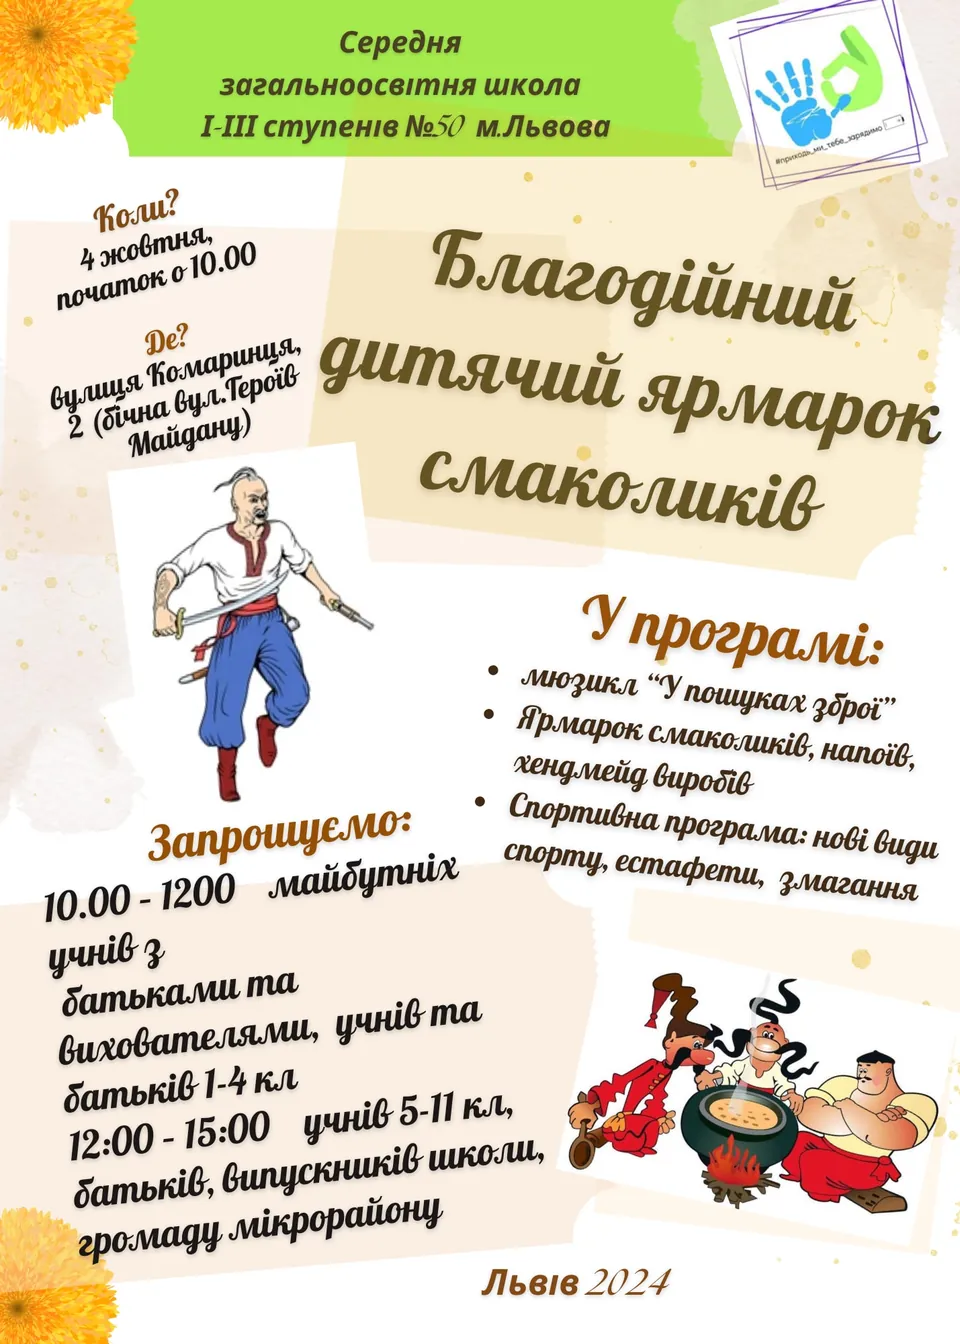 Середня
загальноосвітня школа
І-ІІІ ступенів №50 м.Львова
#приходь_ми_тебе_зарядимо
Коли?
4 жовтня,
початок о 10.00
Де?
вулиця Комаринця,
2 (бічна вул.Героїв
Майдану)
Благодійний
дитячий ярмарок
смаколиків
У програмі:
• мюзикл “У пошуках зброї”
• Ярмарок смаколиків, напоїв,
хендмейд виробів
• Спортивна програма: нові види
спорту, естафети, змагання
Запрошуємо:
10.00 - 1200 майбутніх
учнів з
батьками та
вихователями, учнів та
батьків 1-4 кл
12:00 - 15:00 учнів 5-11 кл,
батьків, випускників школи,
громаду мікрорайону
Львів 2024